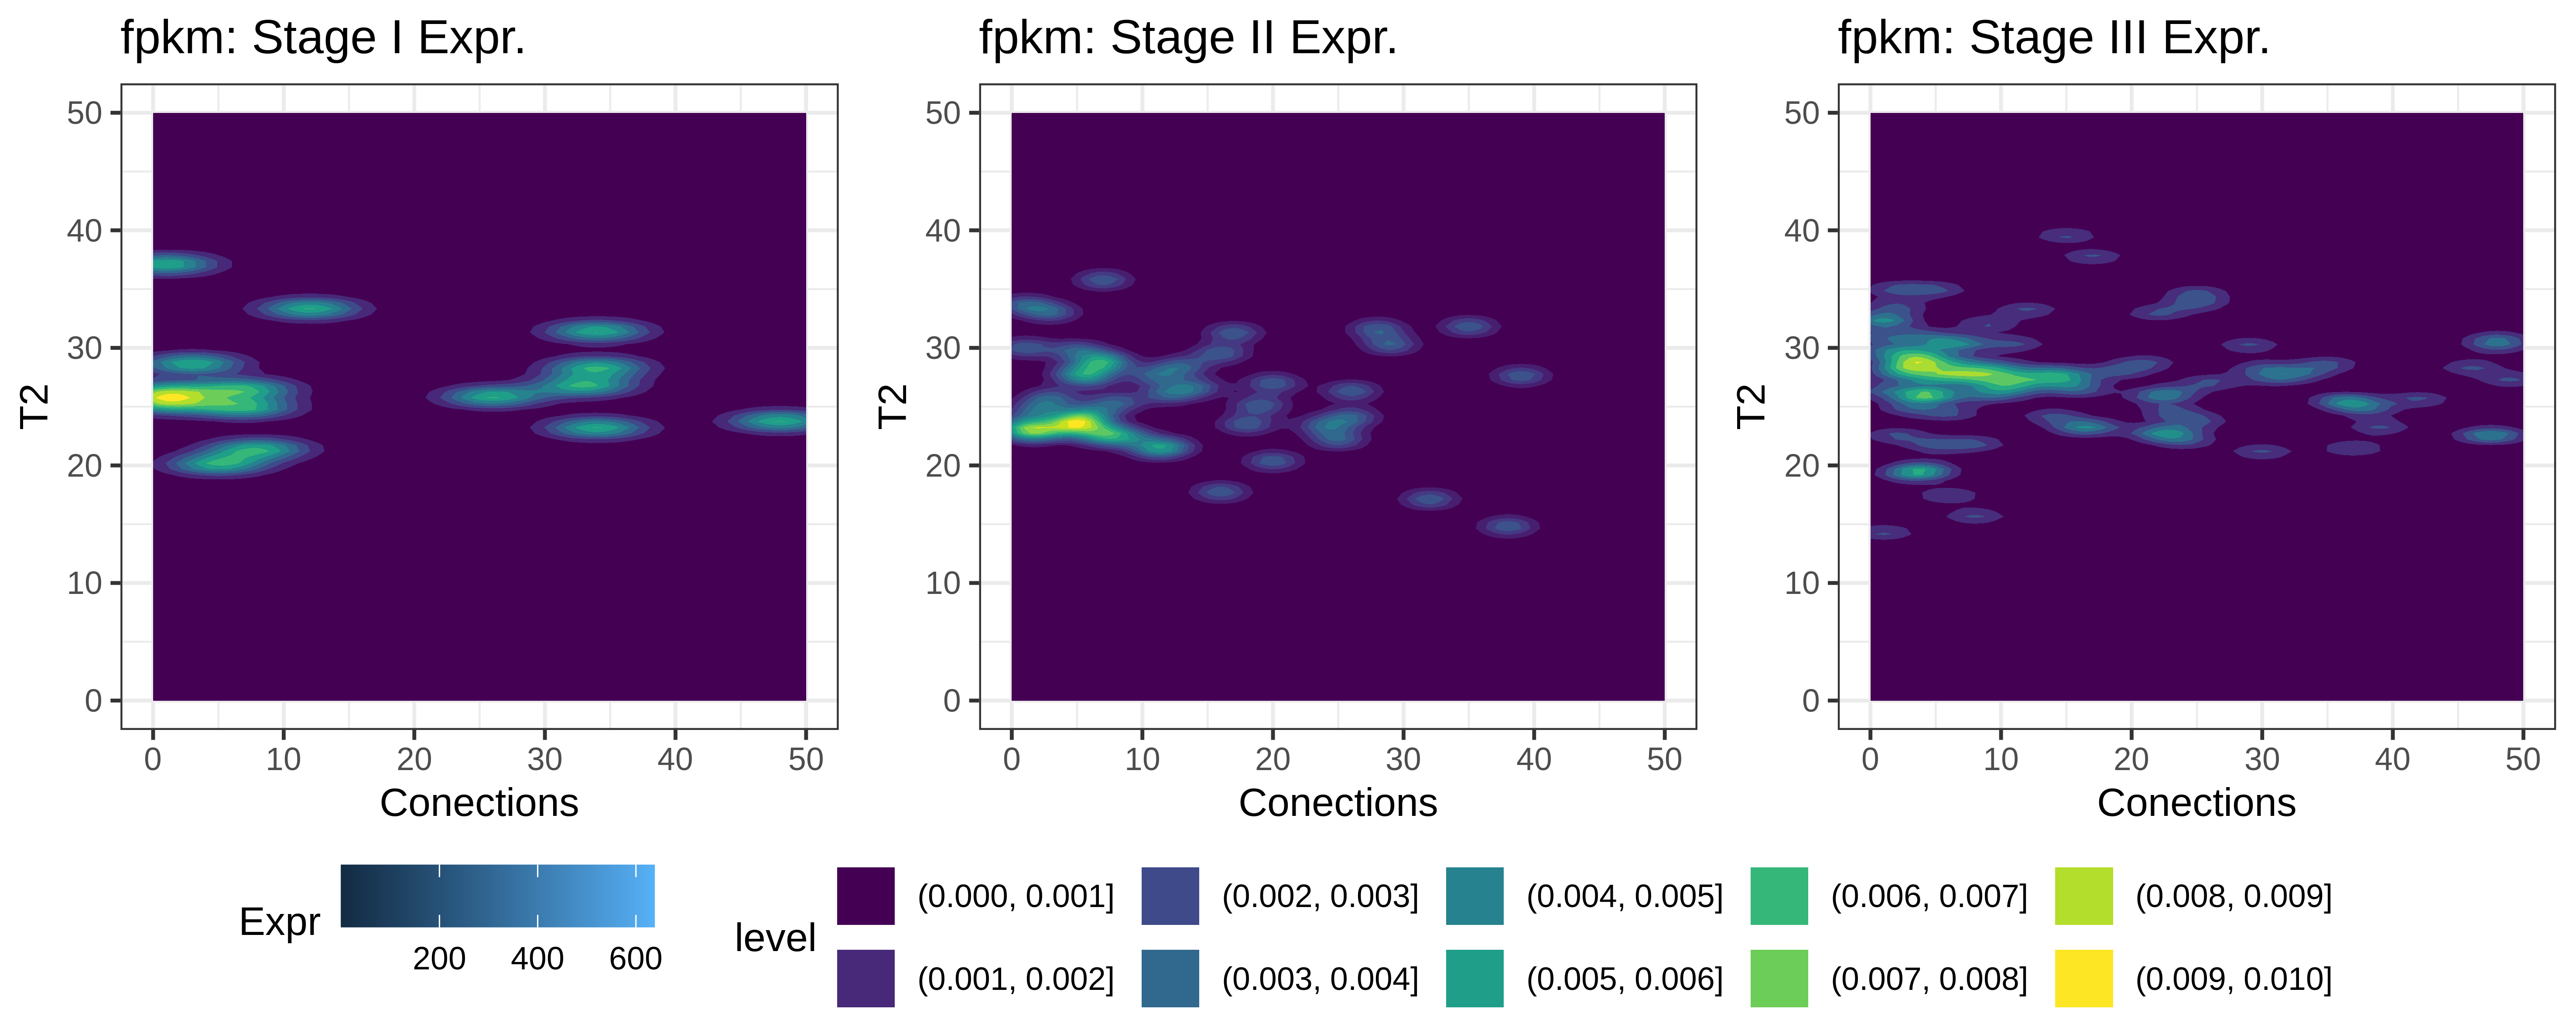 fpkm: Stage I Expr.
fpkm: Stage II Expr.
fpkm: Stage III Expr.
T2
50
40
30
20
10
0
0 10 20 30 40 50
Conections
T2
50
40
30
20
10
0
0 10 20 30 40 50
Conections
T2
50
40
30
20
10
0
0 10 20 30 40 50
Conections
Expr
200 400 600
level
(0.000, 0.001] (0.002, 0.003] (0.004, 0.005] (0.006, 0.007] (0.008, 0.009]
(0.001, 0.002] (0.003, 0.004] (0.005, 0.006] (0.007, 0.008] (0.009, 0.010]